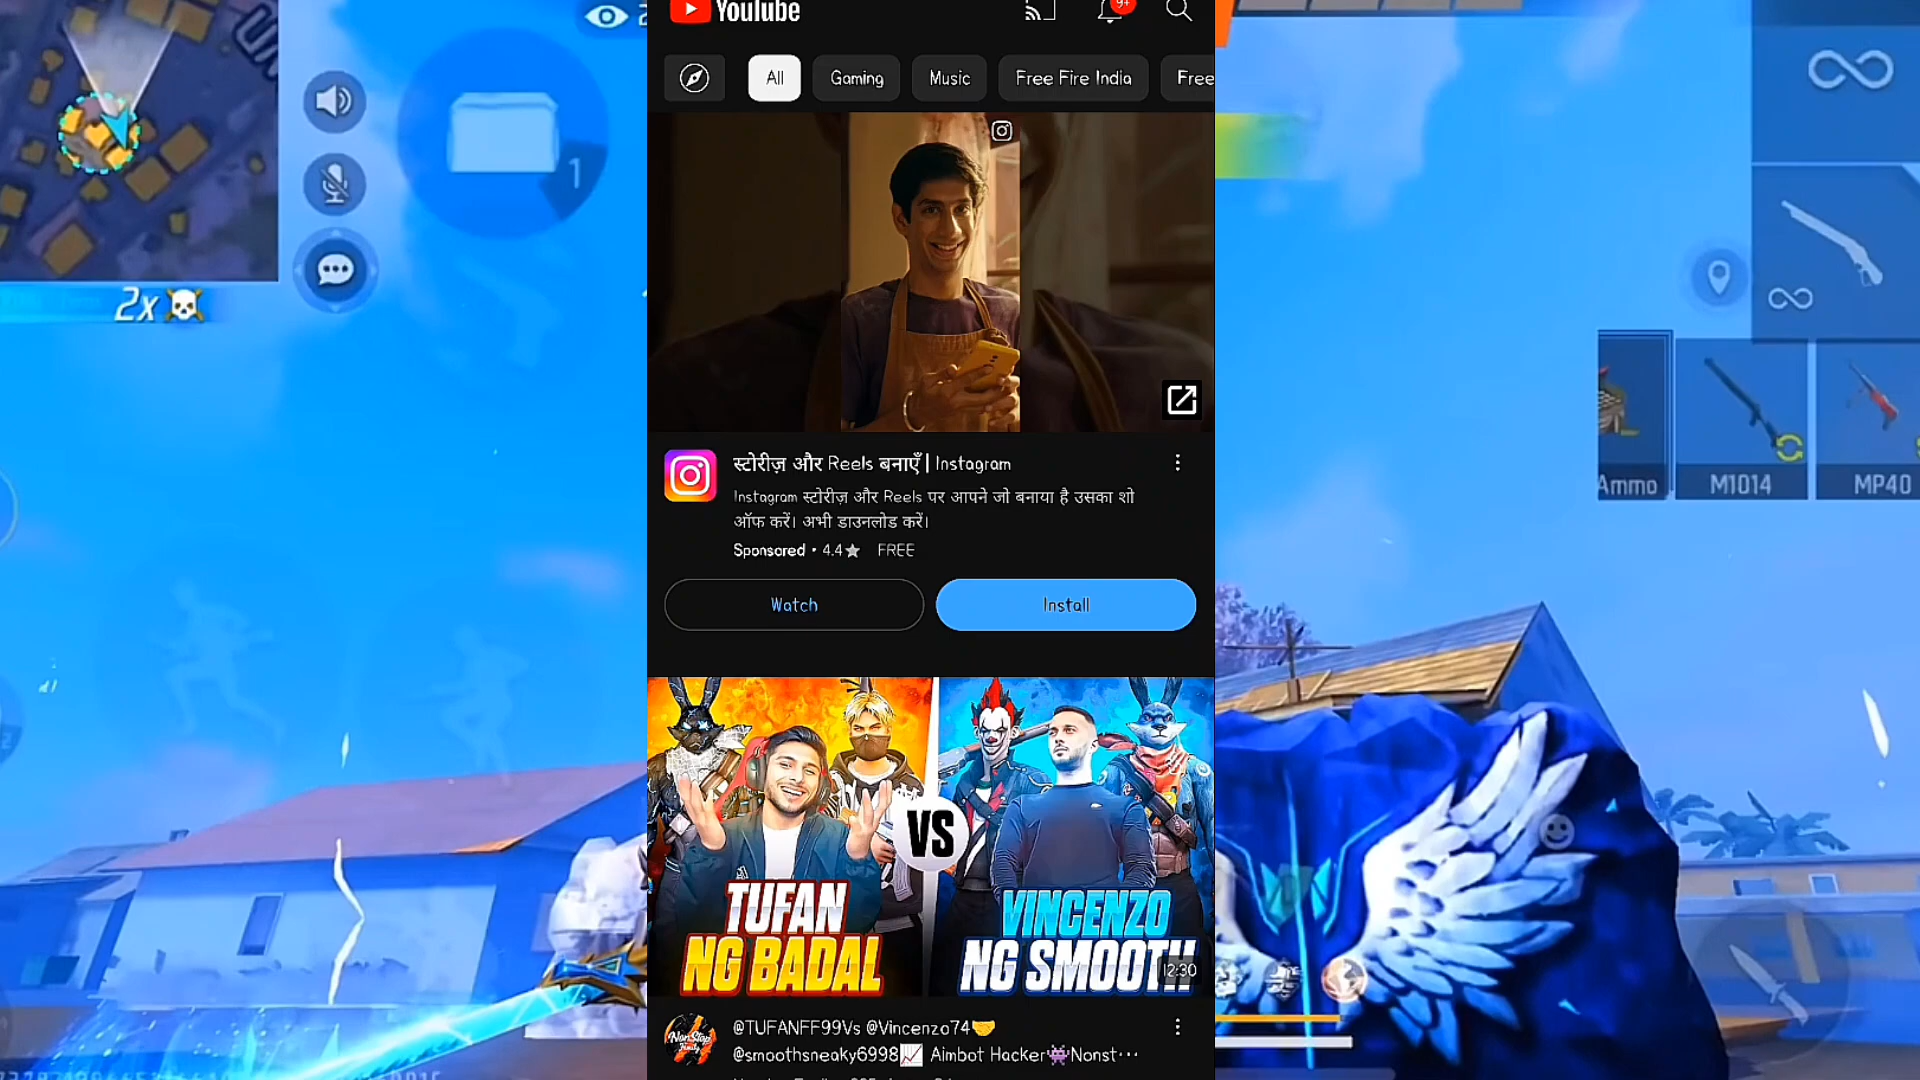 YouTube
9+
All
Gaming
Music
Free Fire India
Free
1
2x
स्टोरीज़ और Reels बनाएँ | Instagram
Instagram स्टोरीज़ और Reels पर आपने जो बनाया है उसका शो
ऑफ करें। अभी डाउनलोड करें।
Sponsored • 4.4★ FREE
Watch
Install
Ammo
M1014
MP40
VS
TUFAN
NG BADAL
VINCENZO
NG SMOOTH
12:30
NonStop
@TUFANFF99Vs @Vincenzo74🤝
@smoothsneaky6998📈 Aimbot Hacker👾Nonst···